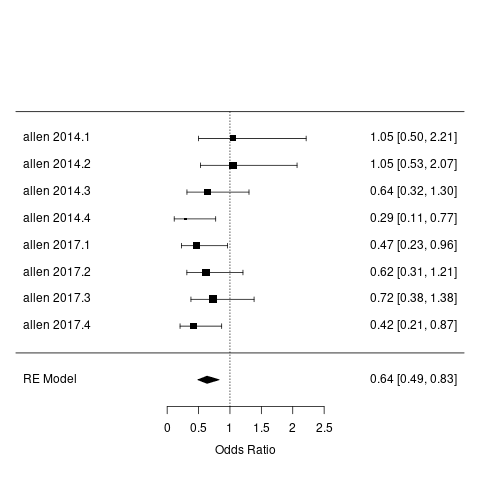 allen 2014.1 1.05 [0.50, 2.21]
allen 2014.2 1.05 [0.53, 2.07]
allen 2014.3 0.64 [0.32, 1.30]
allen 2014.4 0.29 [0.11, 0.77]
allen 2017.1 0.47 [0.23, 0.96]
allen 2017.2 0.62 [0.31, 1.21]
allen 2017.3 0.72 [0.38, 1.38]
allen 2017.4 0.42 [0.21, 0.87]
RE Model 0.64 [0.49, 0.83]
0 0.5 1 1.5 2 2.5
Odds Ratio